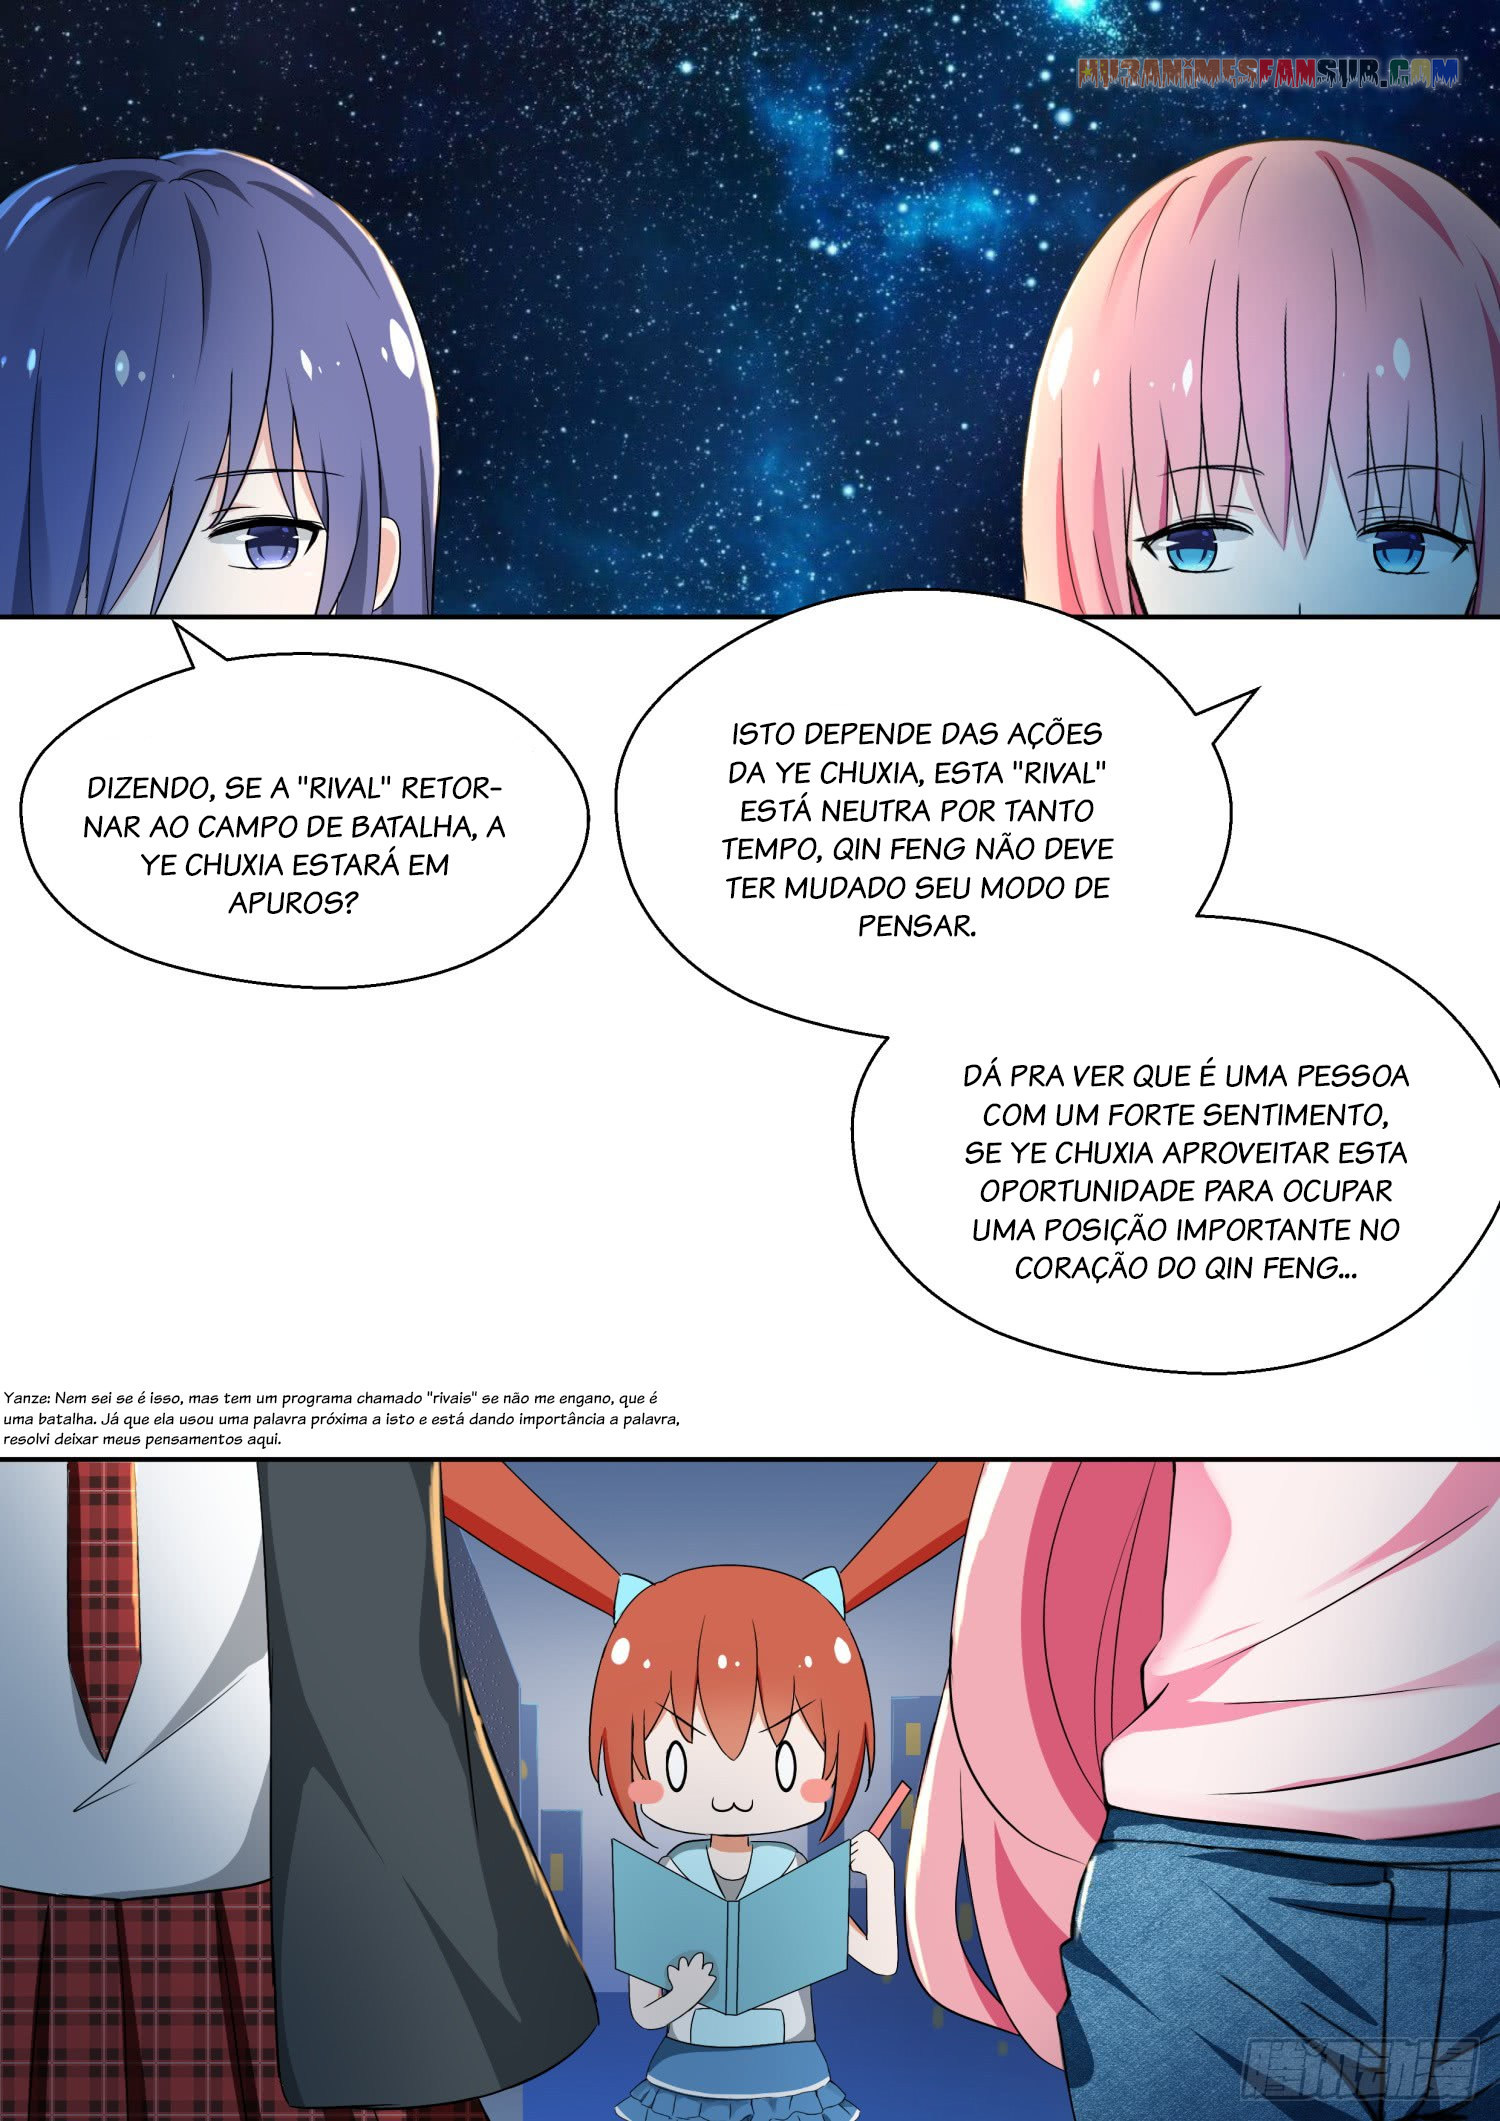 HUZANIMESFANSUB.COM
DIZENDO, SE A "RIVAL" RETOR-
NAR AO CAMPO DE BATALHA, A
YE CHUXIA ESTARÁ EM
APUROS?
ISTO DEPENDE DAS AÇÕES
DA YE CHUXIA, ESTA "RIVAL"
ESTÁ NEUTRA POR TANTO
TEMPO, QIN FENG NÃO DEVE
TER MUDADO SEU MODO DE
PENSAR.
DÁ PRA VER QUE É UMA PESSOA
COM UM FORTE SENTIMENTO,
SE YE CHUXIA APROVEITAR ESTA
OPORTUNIDADE PARA OCUPAR
UMA POSIÇÃO IMPORTANTE NO
CORAÇÃO DO QIN FENG...
Yanze: Nem sei se é isso, mas tem um programa chamado "rivais" se não me engano, que é
uma batalha. Já que ela usou uma palavra próxima a isto e está dando importância a palavra,
resolvi deixar meus pensamentos aqui.
腾讯动漫